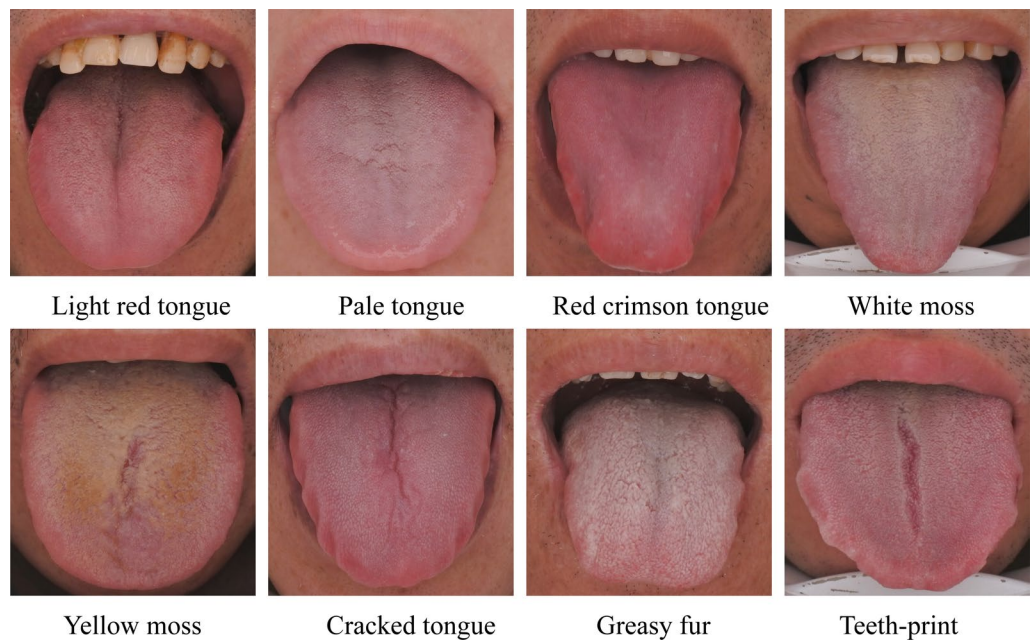 Light red tongue
Pale tongue
Red crimson tongue
White moss
Yellow moss
Cracked tongue
Greasy fur
Teeth-print